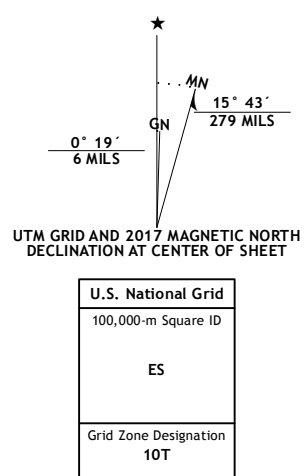 MN
15° 43´
279 MILS
GN
0° 19´
6 MILS
UTM GRID AND 2017 MAGNETIC NORTH
DECLINATION AT CENTER OF SHEET
U.S. National Grid
100,000-m Square ID
ES
Grid Zone Designation
10T